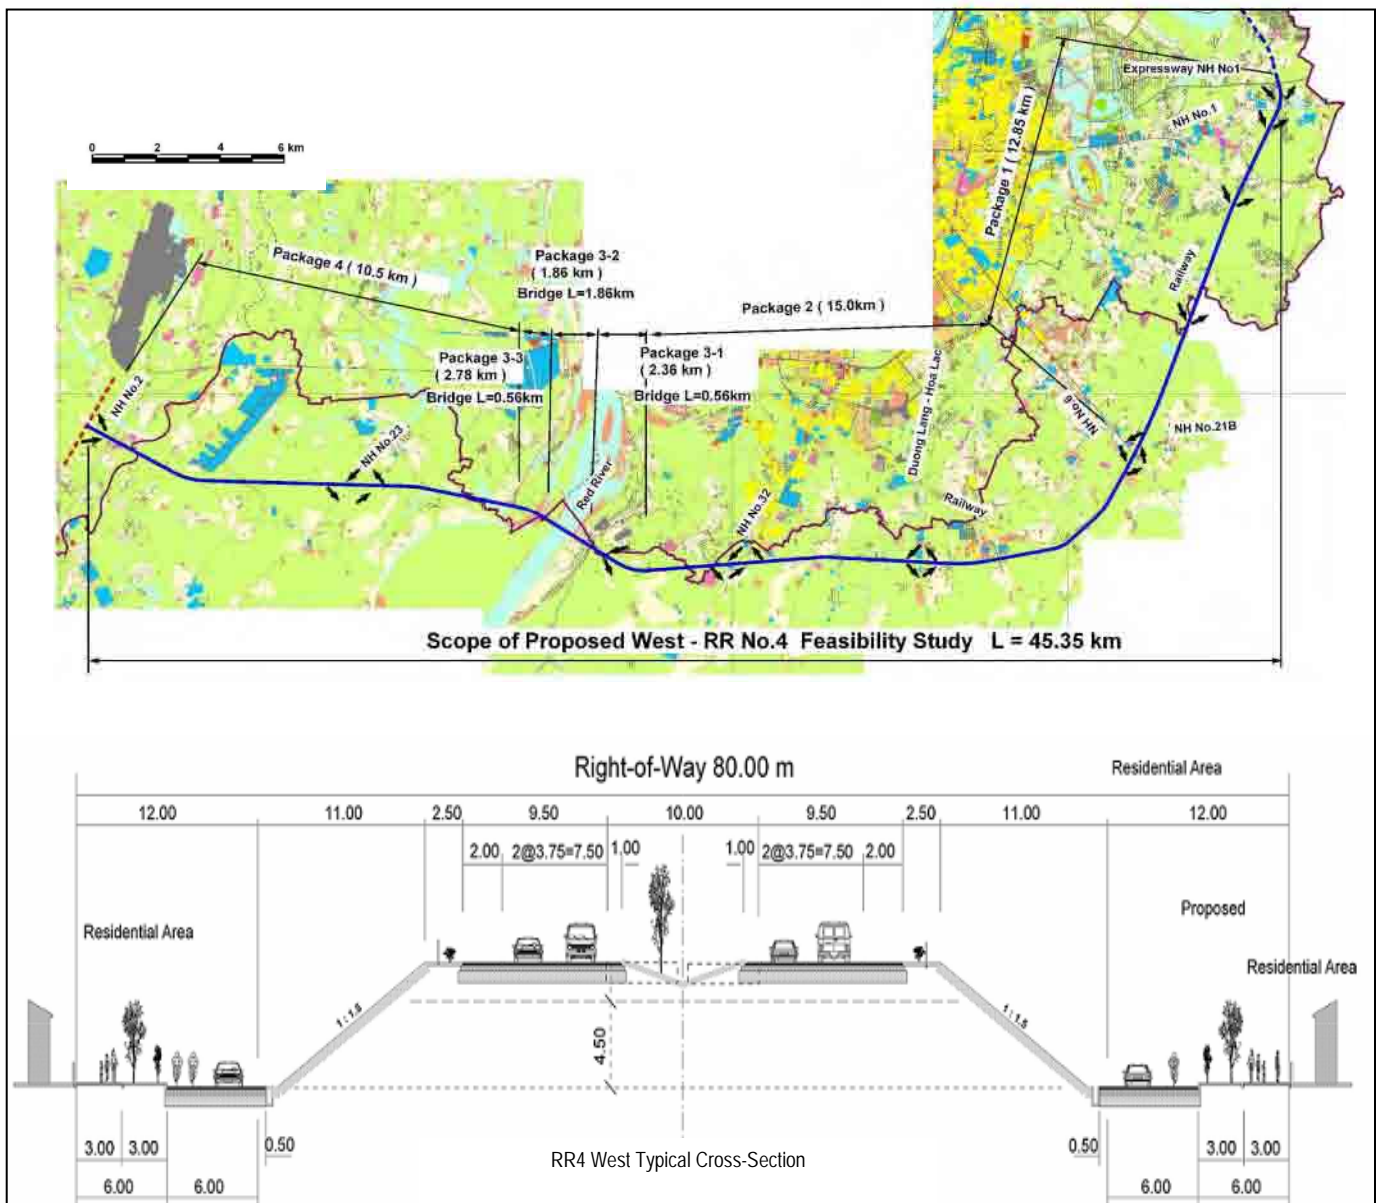 Expressway NH No1
NH No.1
Package 1 ( 12.85 km )
0 2 4 6 km
Package 4 ( 10.5 km )
Package 3-2
( 1.86 km )
Bridge L=1.86km
Railway
Package 2 ( 15.0km )
Package 3-3
( 2.78 km )
Bridge L=0.56km
Package 3-1
( 2.36 km )
Bridge L=0.56km
NH No.2
Duong Lang - Hoa Lac
NH No.6
NH No.21B
NH No.23
Red River
NH No.32
Railway
Scope of Proposed West - RR No.4 Feasibility Study L = 45.35 km
Right-of-Way 80.00 m
Residential Area
12.00 11.00 2.50 9.50 10.00 9.50 2.50 11.00 12.00
2.00 2@3.75=7.50 1.00 1.00 2@3.75=7.50 2.00
Proposed
Residential Area
Residential Area
1 : 1.5
1 : 1.5
4.50
3.00 3.00 0.50 0.50 3.00 3.00
RR4 West Typical Cross-Section
6.00 6.00 6.00 6.00